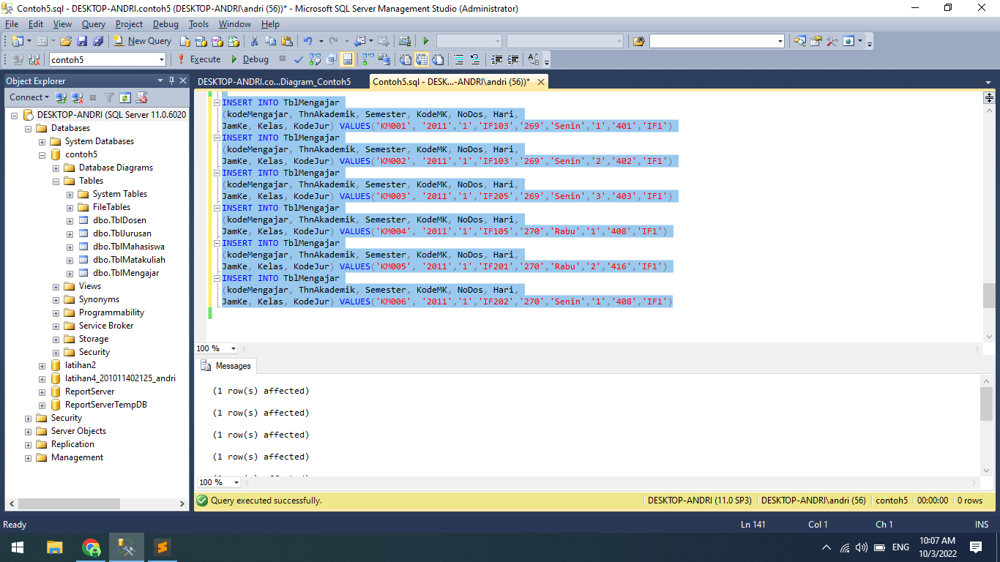 Contoh5.sql - DESKTOP-ANDRI.contoh5 (DESKTOP-ANDRI\andri (56))* - Microsoft SQL Server Management Studio (Administrator)
File Edit View Query Project Debug Tools Window Help
New Query
contoh5 Execute Debug
Object Explorer
Connect
DESKTOP-ANDRI (SQL Server 11.0.6020
Databases
System Databases
contoh5
Database Diagrams
Tables
System Tables
FileTables
dbo.TblDosen
dbo.TblJurusan
dbo.TblMahasiswa
dbo.TblMatakuliah
dbo.TblMengajar
Views
Synonyms
Programmability
Service Broker
Storage
Security
latihan2
latihan4_201011402125_andri
ReportServer
ReportServerTempDB
Security
Server Objects
Replication
Management
DESKTOP-ANDRI.co...Diagram_Contoh5 Contoh5.sql - DESK...-ANDRI\andri (56))*
INSERT INTO TblMengajar
(kodeMengajar, ThnAkademik, Semester, KodeMK, NoDos, Hari,
JamKe, Kelas, KodeJur) VALUES('KM001', '2011','1','IF103','269','Senin','1','401','IF1')
INSERT INTO TblMengajar
(kodeMengajar, ThnAkademik, Semester, KodeMK, NoDos, Hari,
JamKe, Kelas, KodeJur) VALUES('KM002', '2011','1','IF103','269','Senin','2','402','IF1')
INSERT INTO TblMengajar
(kodeMengajar, ThnAkademik, Semester, KodeMK, NoDos, Hari,
JamKe, Kelas, KodeJur) VALUES('KM003', '2011','1','IF205','269','Senin','3','403','IF1')
INSERT INTO TblMengajar
(kodeMengajar, ThnAkademik, Semester, KodeMK, NoDos, Hari,
JamKe, Kelas, KodeJur) VALUES('KM004', '2011','1','IF105','270','Rabu','1','408','IF1')
INSERT INTO TblMengajar
(kodeMengajar, ThnAkademik, Semester, KodeMK, NoDos, Hari,
JamKe, Kelas, KodeJur) VALUES('KM005', '2011','1','IF201','270','Rabu','2','416','IF1')
INSERT INTO TblMengajar
(kodeMengajar, ThnAkademik, Semester, KodeMK, NoDos, Hari,
JamKe, Kelas, KodeJur) VALUES('KM006', '2011','1','IF202','270','Senin','1','408','IF1')
100 %
Messages
(1 row(s) affected)
(1 row(s) affected)
(1 row(s) affected)
(1 row(s) affected)
100 %
Query executed successfully. DESKTOP-ANDRI (11.0 SP3) DESKTOP-ANDRI\andri (56) contoh5 00:00:00 0 rows
Ready Ln 141 Col 1 Ch 1 INS
ENG 10:07 AM
10/3/2022